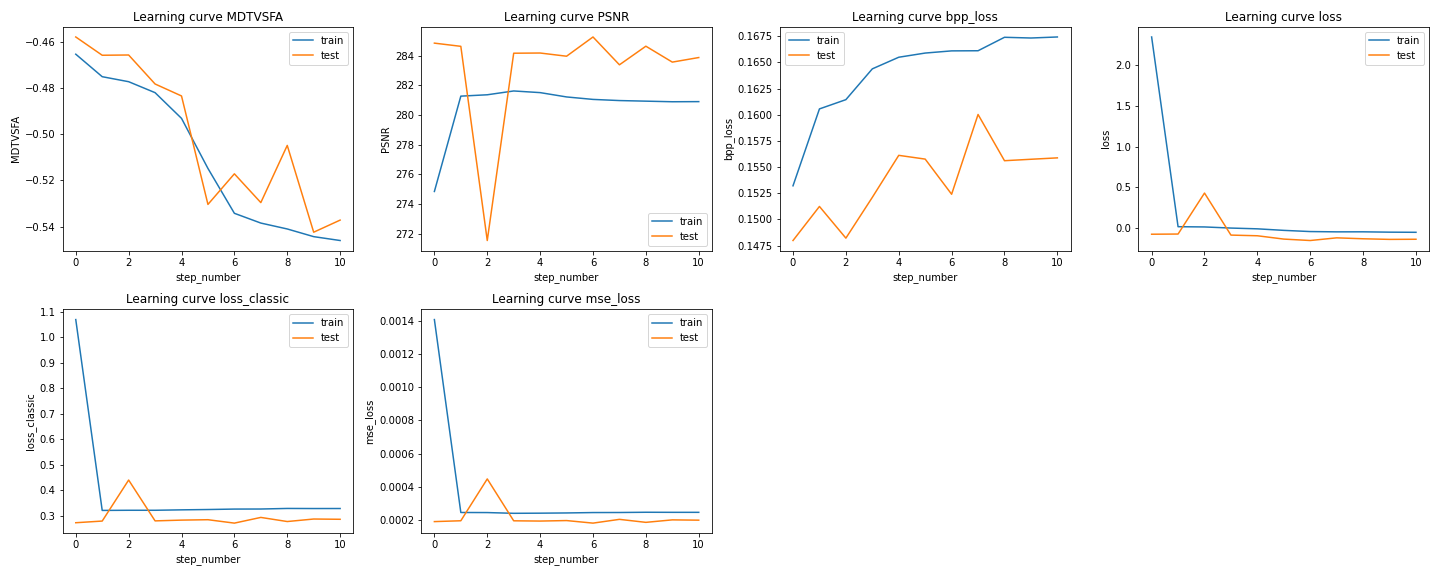 Learning curve MDTVSFA
MDTVSFA
−0.46
−0.48
−0.50
−0.52
−0.54
0 2 4 6 8 10
step_number
train
test
Learning curve PSNR
PSNR
284
282
280
278
276
274
272
0 2 4 6 8 10
step_number
train
test
Learning curve bpp_loss
bpp_loss
0.1675
0.1650
0.1625
0.1600
0.1575
0.1550
0.1525
0.1500
0.1475
0 2 4 6 8 10
step_number
train
test
Learning curve loss
loss
2.0
1.5
1.0
0.5
0.0
0 2 4 6 8 10
step_number
train
test
Learning curve loss_classic
loss_classic
1.1
1.0
0.9
0.8
0.7
0.6
0.5
0.4
0.3
0 2 4 6 8 10
step_number
train
test
Learning curve mse_loss
mse_loss
0.0014
0.0012
0.0010
0.0008
0.0006
0.0004
0.0002
0 2 4 6 8 10
step_number
train
test